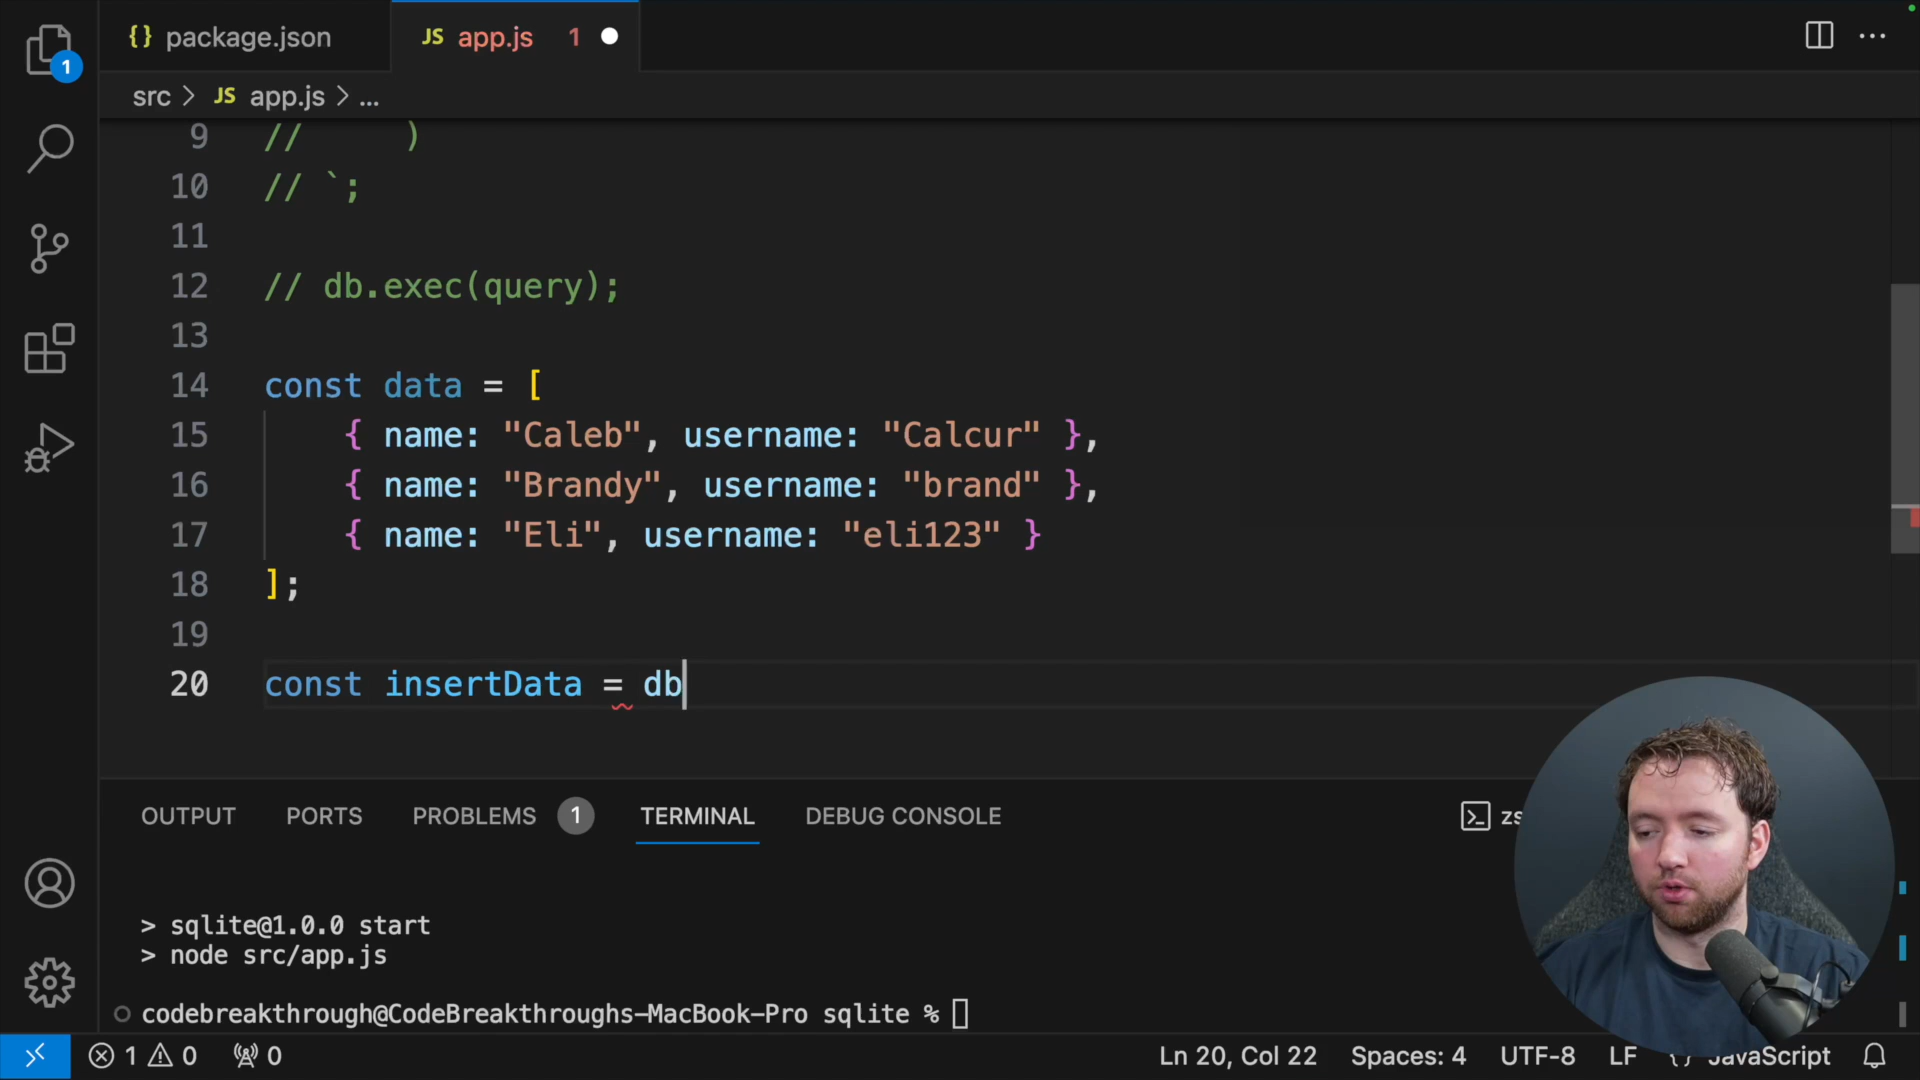 {} package.json
JS app.js 1
1
src > JS app.js > ...
9 // )
10 // `;
11
12 // db.exec(query);
13
14 const data = [
15 { name: "Caleb", username: "Calcur" },
16 { name: "Brandy", username: "brand" },
17 { name: "Eli", username: "eli123" }
18 ];
19
20 const insertData = db
OUTPUT PORTS PROBLEMS 1 TERMINAL DEBUG CONSOLE
> sqlite@1.0.0 start
> node src/app.js
codebreakthrough@CodeBreakthroughs-MacBook-Pro sqlite %
1 0 0 Ln 20, Col 22 Spaces: 4 UTF-8 LF {} JavaScript